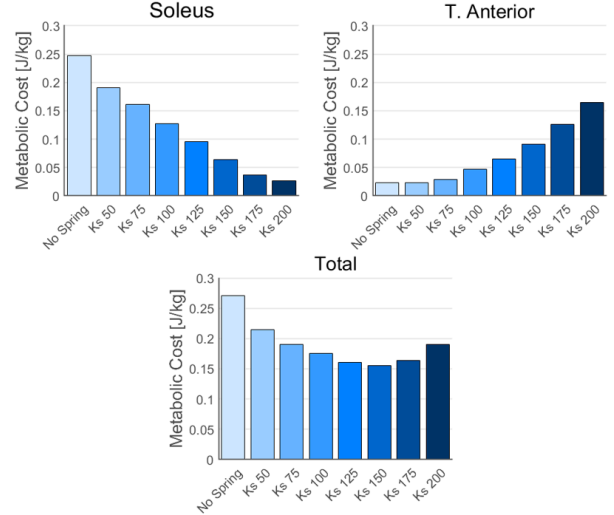 Soleus
Metabolic Cost [J/kg]
0.3
0.25
0.2
0.15
0.1
0.05
0
No Spring
Ks 50
Ks 75
Ks 100
Ks 125
Ks 150
Ks 175
Ks 200
T. Anterior
Metabolic Cost [J/kg]
0.3
0.25
0.2
0.15
0.1
0.05
0
No Spring
Ks 50
Ks 75
Ks 100
Ks 125
Ks 150
Ks 175
Ks 200
Total
Metabolic Cost [J/kg]
0.3
0.25
0.2
0.15
0.1
0.05
0
No Spring
Ks 50
Ks 75
Ks 100
Ks 125
Ks 150
Ks 175
Ks 200